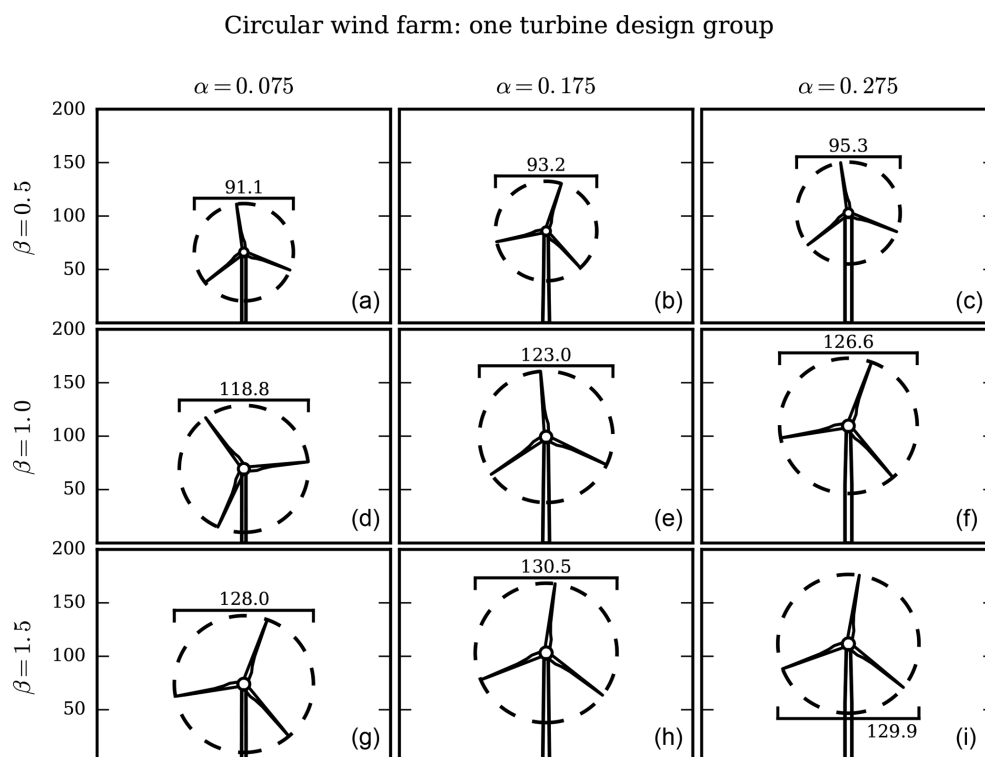 Circular wind farm: one turbine design group
α = 0.075
α = 0.175
α = 0.275
β = 0.5
200
150
100
50
200
91.1
(a)
93.2
(b)
95.3
(c)
β = 1.0
150
100
50
200
118.8
(d)
123.0
(e)
126.6
(f)
β = 1.5
150
100
50
128.0
(g)
130.5
(h)
129.9
(i)